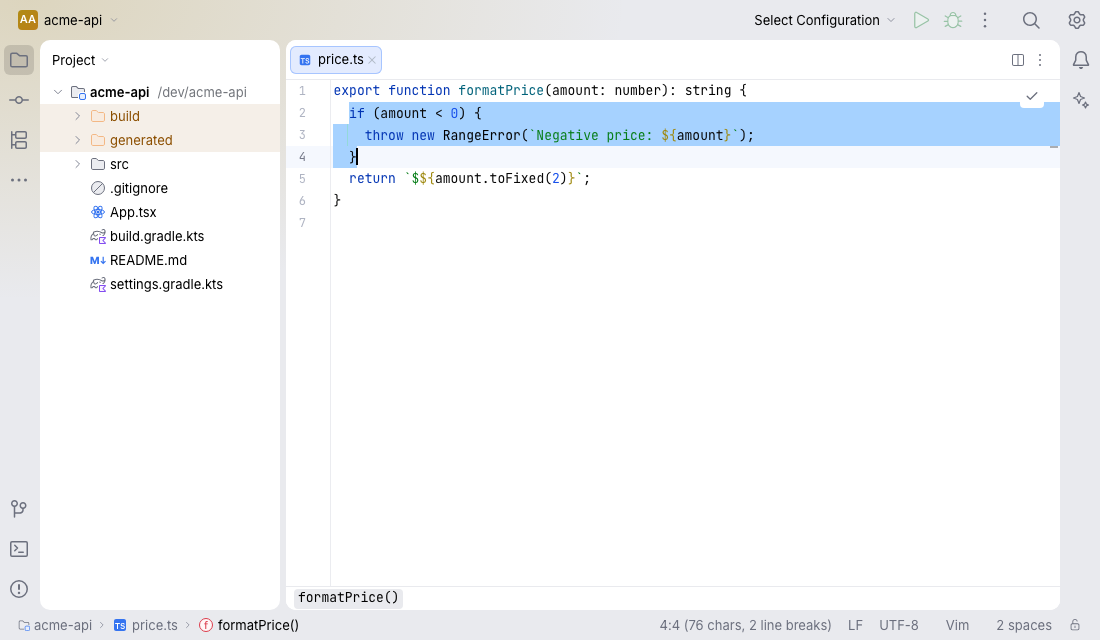 AA acme-api
Select Configuration
Project
price.ts
acme-api /dev/acme-api
build
generated
src
.gitignore
App.tsx
build.gradle.kts
README.md
settings.gradle.kts
1 export function formatPrice(amount: number): string {
2 if (amount < 0) {
3 throw new RangeError(`Negative price: ${amount}`);
4 }
5 return `$${amount.toFixed(2)}`;
6 }
7
formatPrice()
acme-api > TS price.ts > f formatPrice()
4:4 (76 chars, 2 line breaks) LF UTF-8 Vim 2 spaces